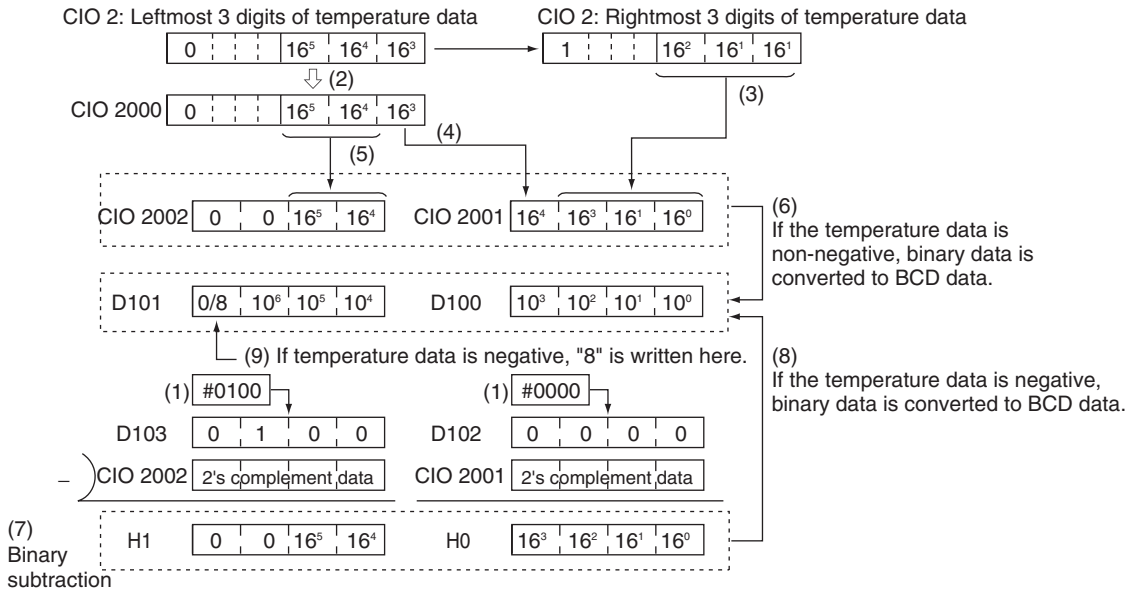 CIO 2: Leftmost 3 digits of temperature data
CIO 2: Rightmost 3 digits of temperature data
0 16⁵ 16⁴ 16³
1 16² 16¹ 16¹
(2)
(3)
CIO 2000 0 16⁵ 16⁴ 16³
(4)
(5)
CIO 2002 0 0 16⁵ 16⁴
CIO 2001 16⁴ 16³ 16¹ 16⁰
(6)
If the temperature data is
non-negative, binary data is
converted to BCD data.
D101 0/8 10⁶ 10⁵ 10⁴
D100 10³ 10² 10¹ 10⁰
(9) If temperature data is negative, "8" is written here.
(8)
If the temperature data is negative,
binary data is converted to BCD data.
(1) #0100
(1) #0000
D103 0 1 0 0
D102 0 0 0 0
– CIO 2002 2's complement data
CIO 2001 2's complement data
(7)
Binary
subtraction
H1 0 0 16⁵ 16⁴
H0 16³ 16² 16¹ 16⁰